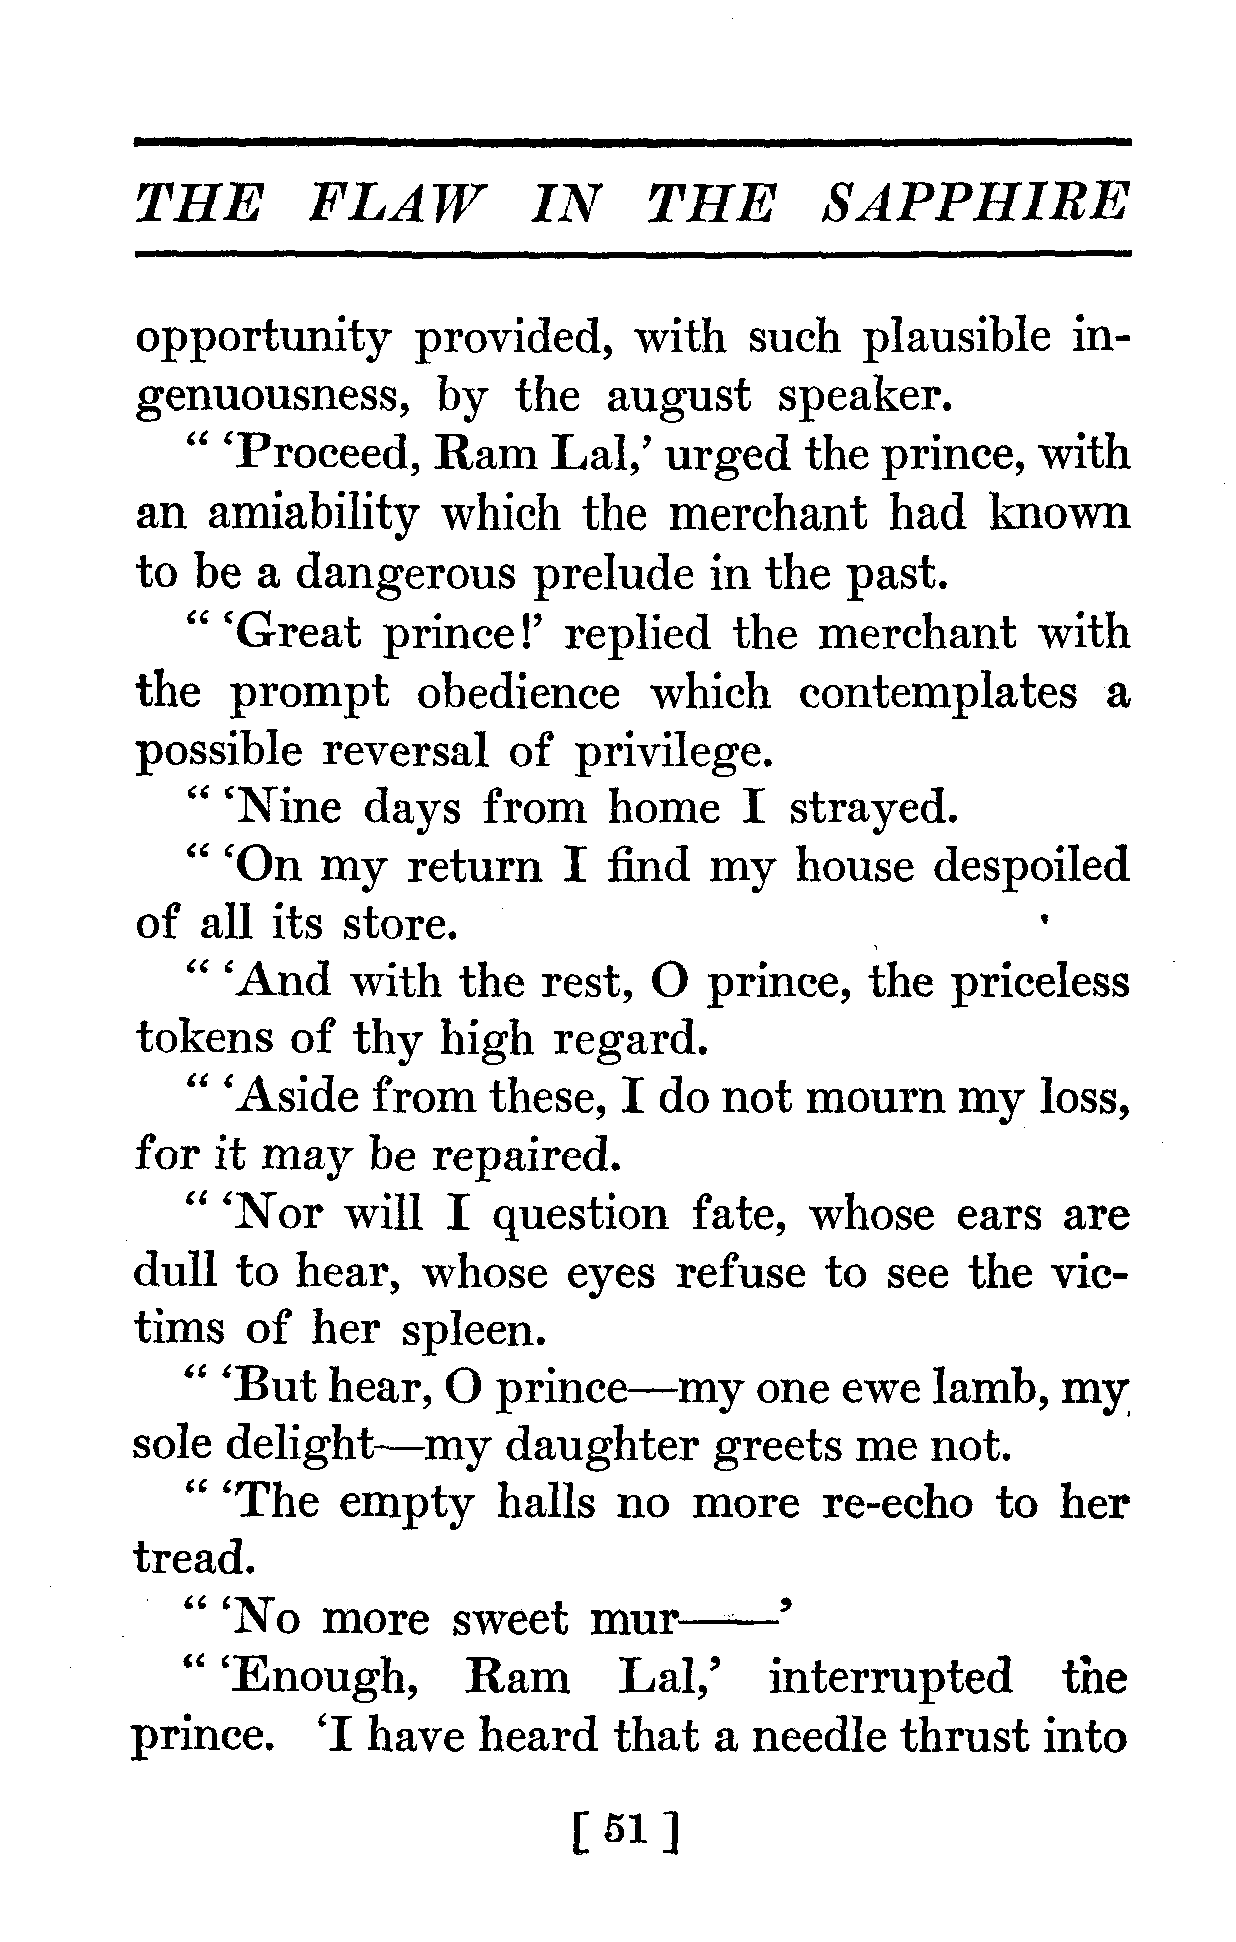 THE FLAW IN THE SAPPHIRE
opportunity provided, with such plausible in-
genuousness, by the august speaker.
“ ‘Proceed, Ram Lal,’ urged the prince, with
an amiability which the merchant had known
to be a dangerous prelude in the past.
“ ‘Great prince!’ replied the merchant with
the prompt obedience which contemplates a
possible reversal of privilege.
“ ‘Nine days from home I strayed.
“ ‘On my return I find my house despoiled
of all its store.
“ ‘And with the rest, O prince, the priceless
tokens of thy high regard.
“ ‘Aside from these, I do not mourn my loss,
for it may be repaired.
“ ‘Nor will I question fate, whose ears are
dull to hear, whose eyes refuse to see the vic-
tims of her spleen.
“ ‘But hear, O prince—my one ewe lamb, my
sole delight—my daughter greets me not.
“ ‘The empty halls no more re-echo to her
tread.
“ ‘No more sweet mur——’
“ ‘Enough, Ram Lal,’ interrupted the
prince. ‘I have heard that a needle thrust into
[ 51 ]